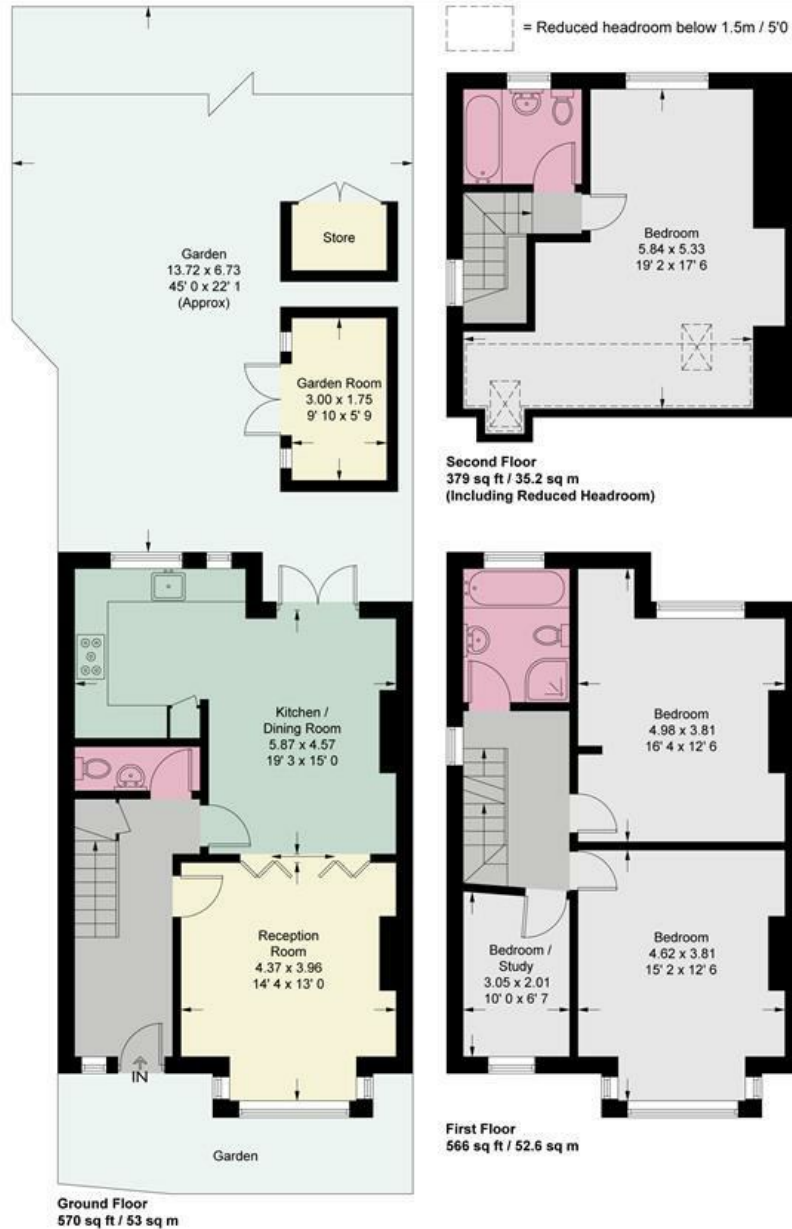 = Reduced headroom below 1.5m / 5'0
Garden
13.72 x 6.73
45' 0 x 22' 1
(Approx)
Store
Garden Room
3.00 x 1.75
9' 10 x 5' 9
Bedroom
5.84 x 5.33
19' 2 x 17' 6
Second Floor
379 sq ft / 35.2 sq m
(Including Reduced Headroom)
Kitchen /
Dining Room
5.87 x 4.57
19' 3 x 15' 0
Reception
Room
4.37 x 3.96
14' 4 x 13' 0
IN
Garden
Ground Floor
570 sq ft / 53 sq m
Bedroom
4.98 x 3.81
16' 4 x 12' 6
Bedroom /
Study
3.05 x 2.01
10' 0 x 6' 7
Bedroom
4.62 x 3.81
15' 2 x 12' 6
First Floor
566 sq ft / 52.6 sq m